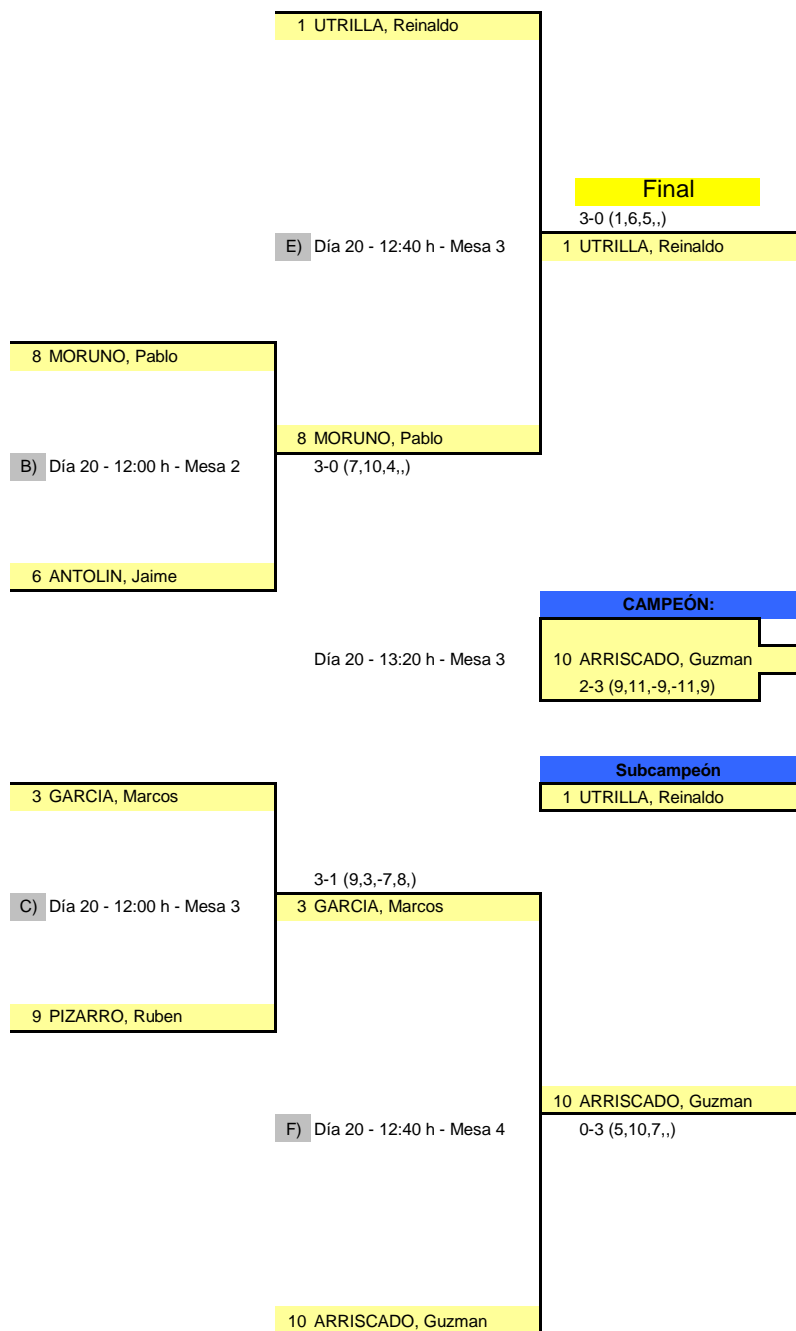 1 UTRILLA, Reinaldo
Final
3-0 (1,6,5,,)
E) Día 20 - 12:40 h - Mesa 3
1 UTRILLA, Reinaldo
8 MORUNO, Pablo
8 MORUNO, Pablo
B) Día 20 - 12:00 h - Mesa 2
3-0 (7,10,4,,)
6 ANTOLIN, Jaime
CAMPEÓN:
Día 20 - 13:20 h - Mesa 3
10 ARRISCADO, Guzman
2-3 (9,11,-9,-11,9)
Subcampeón
3 GARCIA, Marcos
1 UTRILLA, Reinaldo
3-1 (9,3,-7,8,)
C) Día 20 - 12:00 h - Mesa 3
3 GARCIA, Marcos
9 PIZARRO, Ruben
10 ARRISCADO, Guzman
F) Día 20 - 12:40 h - Mesa 4
0-3 (5,10,7,,)
10 ARRISCADO, Guzman